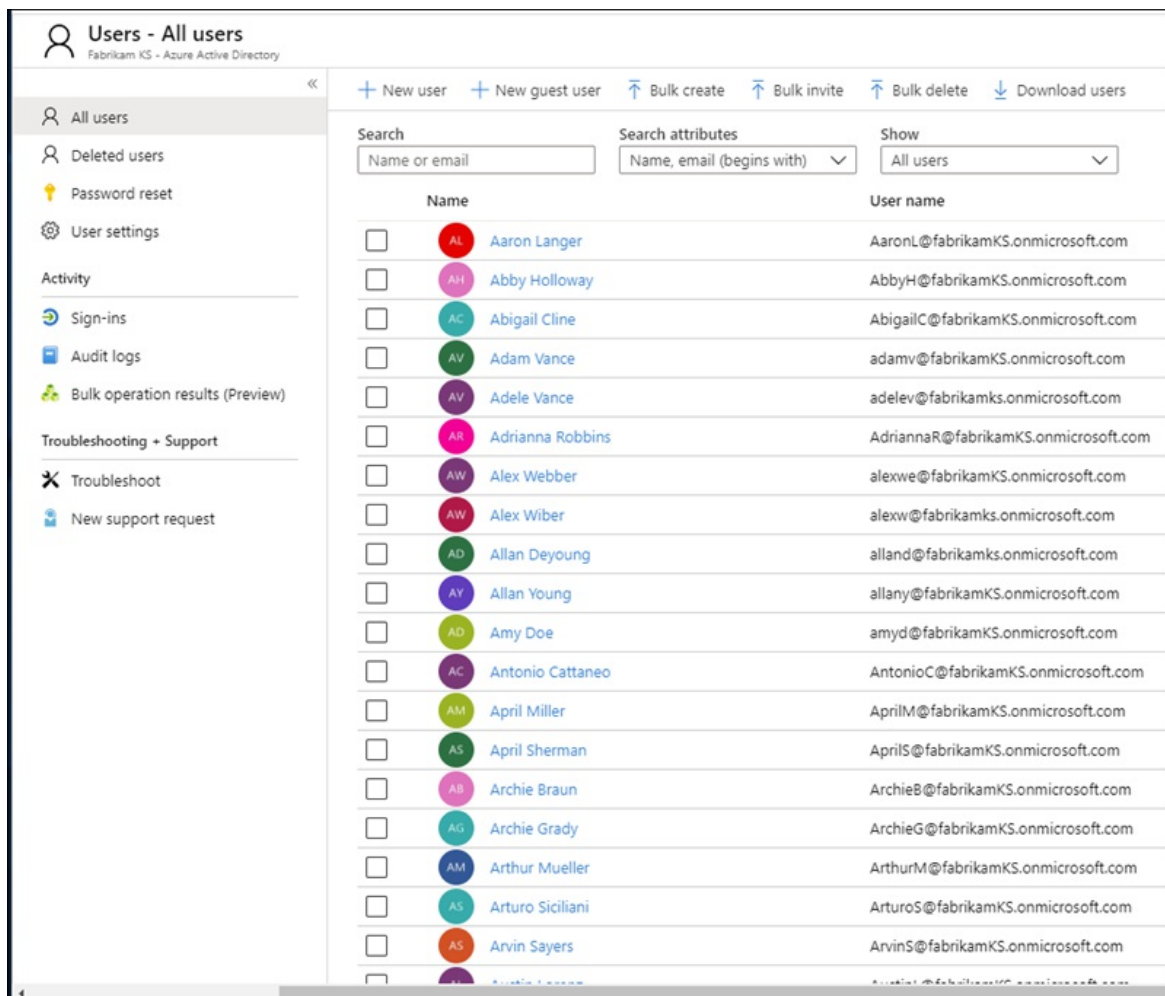 Users - All users
Fabrikam KS - Azure Active Directory
«
All users
Deleted users
Password reset
User settings
Activity
Sign-ins
Audit logs
Bulk operation results (Preview)
Troubleshooting + Support
Troubleshoot
New support request
+ New user + New guest user Bulk create Bulk invite Bulk delete Download users
Search Search attributes Show
Name or email Name, email (begins with) All users
Name User name
AL Aaron Langer AaronL@fabrikamKS.onmicrosoft.com
AH Abby Holloway AbbyH@fabrikamKS.onmicrosoft.com
AC Abigail Cline AbigailC@fabrikamKS.onmicrosoft.com
AV Adam Vance adamv@fabrikamKS.onmicrosoft.com
AV Adele Vance adelev@fabrikamks.onmicrosoft.com
AR Adrianna Robbins AdriannaR@fabrikamKS.onmicrosoft.com
AW Alex Webber alexwe@fabrikamKS.onmicrosoft.com
AW Alex Wiber alexw@fabrikamks.onmicrosoft.com
AD Allan Deyoung alland@fabrikamks.onmicrosoft.com
AY Allan Young allany@fabrikamKS.onmicrosoft.com
AD Amy Doe amyd@fabrikamKS.onmicrosoft.com
AC Antonio Cattaneo AntonioC@fabrikamKS.onmicrosoft.com
AM April Miller AprilM@fabrikamKS.onmicrosoft.com
AS April Sherman AprilS@fabrikamKS.onmicrosoft.com
AB Archie Braun ArchieB@fabrikamKS.onmicrosoft.com
AG Archie Grady ArchieG@fabrikamKS.onmicrosoft.com
AM Arthur Mueller ArthurM@fabrikamKS.onmicrosoft.com
AS Arturo Siciliani ArturoS@fabrikamKS.onmicrosoft.com
AS Arvin Sayers ArvinS@fabrikamKS.onmicrosoft.com